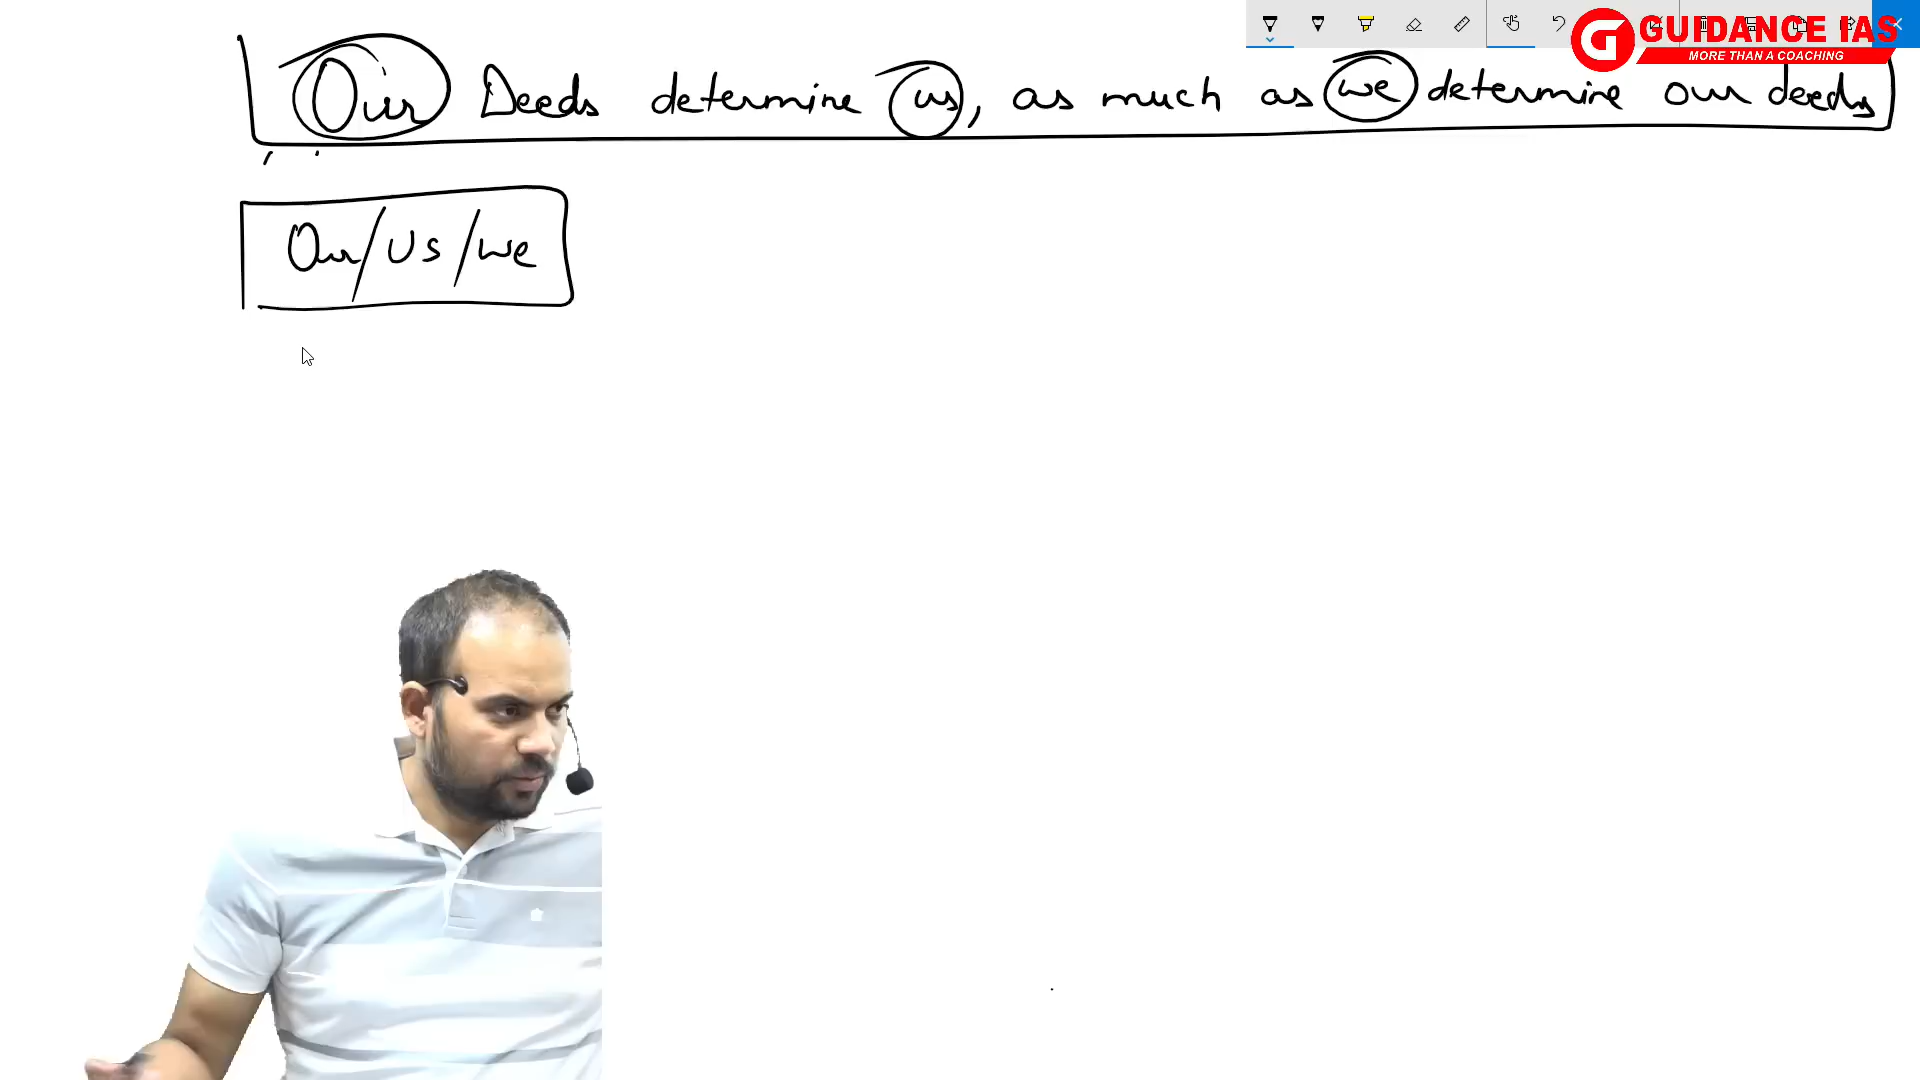 GUIDANCE IAS
MORE THAN A COACHING
Our Deeds determine us, as much as we determine our deeds
Our/Us/we